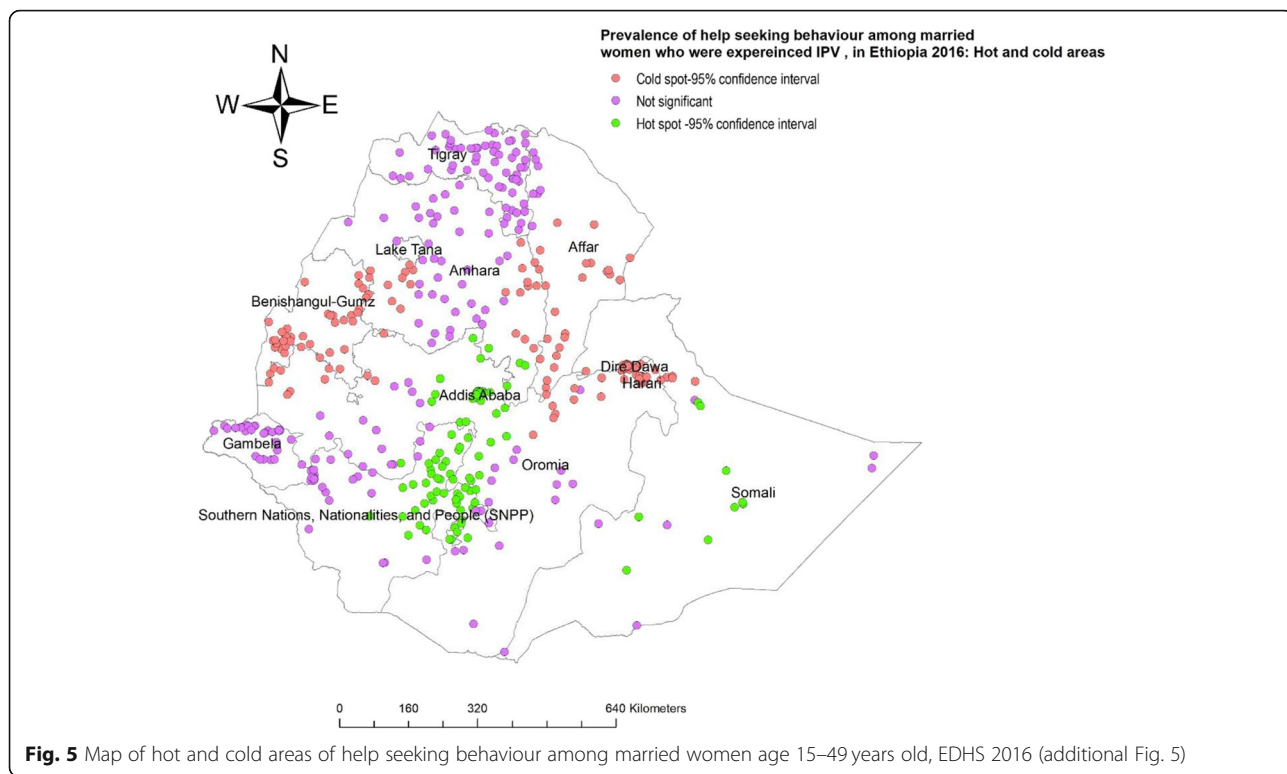 Prevalence of help seeking behaviour among married
women who were expereinced IPV , in Ethiopia 2016: Hot and cold areas
Cold spot-95% confidence interval
Not significant
Hot spot -95% confidence interval
N
W
E
S
Tigray
Lake Tana
Affar
Amhara
Benishangul-Gumz
Dire Dawa
Harari
Addis Ababa
Gambela
Oromia
Somali
Southern Nations, Nationalities, and People (SNPP)
0 160 320 640 Kilometers
Fig. 5 Map of hot and cold areas of help seeking behaviour among married women age 15–49 years old, EDHS 2016 (additional Fig. 5)